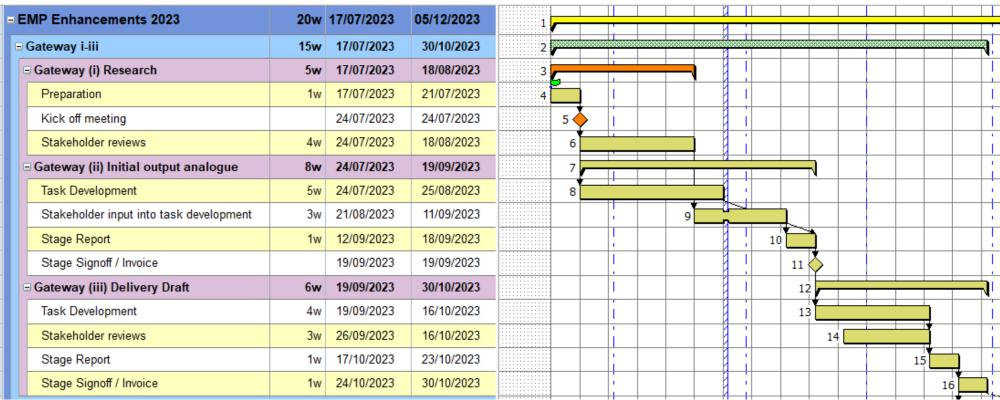 EMP Enhancements 2023 20w 17/07/2023 05/12/2023 1
Gateway i-iii 15w 17/07/2023 30/10/2023 2
Gateway (i) Research 5w 17/07/2023 18/08/2023 3
Preparation 1w 17/07/2023 21/07/2023 4
Kick off meeting 24/07/2023 24/07/2023 5
Stakeholder reviews 4w 24/07/2023 18/08/2023 6
Gateway (ii) Initial output analogue 8w 24/07/2023 19/09/2023 7
Task Development 5w 24/07/2023 25/08/2023 8
Stakeholder input into task development 3w 21/08/2023 11/09/2023 9
Stage Report 1w 12/09/2023 18/09/2023 10
Stage Signoff / Invoice 19/09/2023 19/09/2023 11
Gateway (iii) Delivery Draft 6w 19/09/2023 30/10/2023 12
Task Development 4w 19/09/2023 16/10/2023 13
Stakeholder reviews 3w 26/09/2023 16/10/2023 14
Stage Report 1w 17/10/2023 23/10/2023 15
Stage Signoff / Invoice 1w 24/10/2023 30/10/2023 16